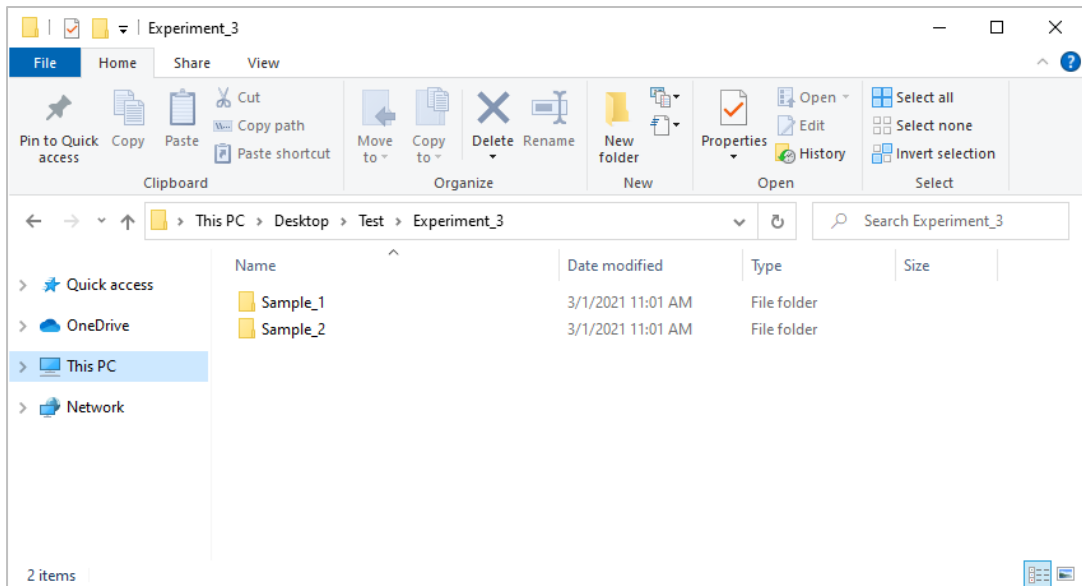 Experiment_3
File Home Share View
Pin to Quick access
Copy
Paste
Cut
Copy path
Paste shortcut
Clipboard
Move to
Copy to
Delete
Rename
Organize
New folder
New
Properties
Open
Edit
History
Open
Select all
Select none
Invert selection
Select
This PC > Desktop > Test > Experiment_3
Search Experiment_3
Quick access
OneDrive
This PC
Network
Name Date modified Type Size
Sample_1 3/1/2021 11:01 AM File folder
Sample_2 3/1/2021 11:01 AM File folder
2 items